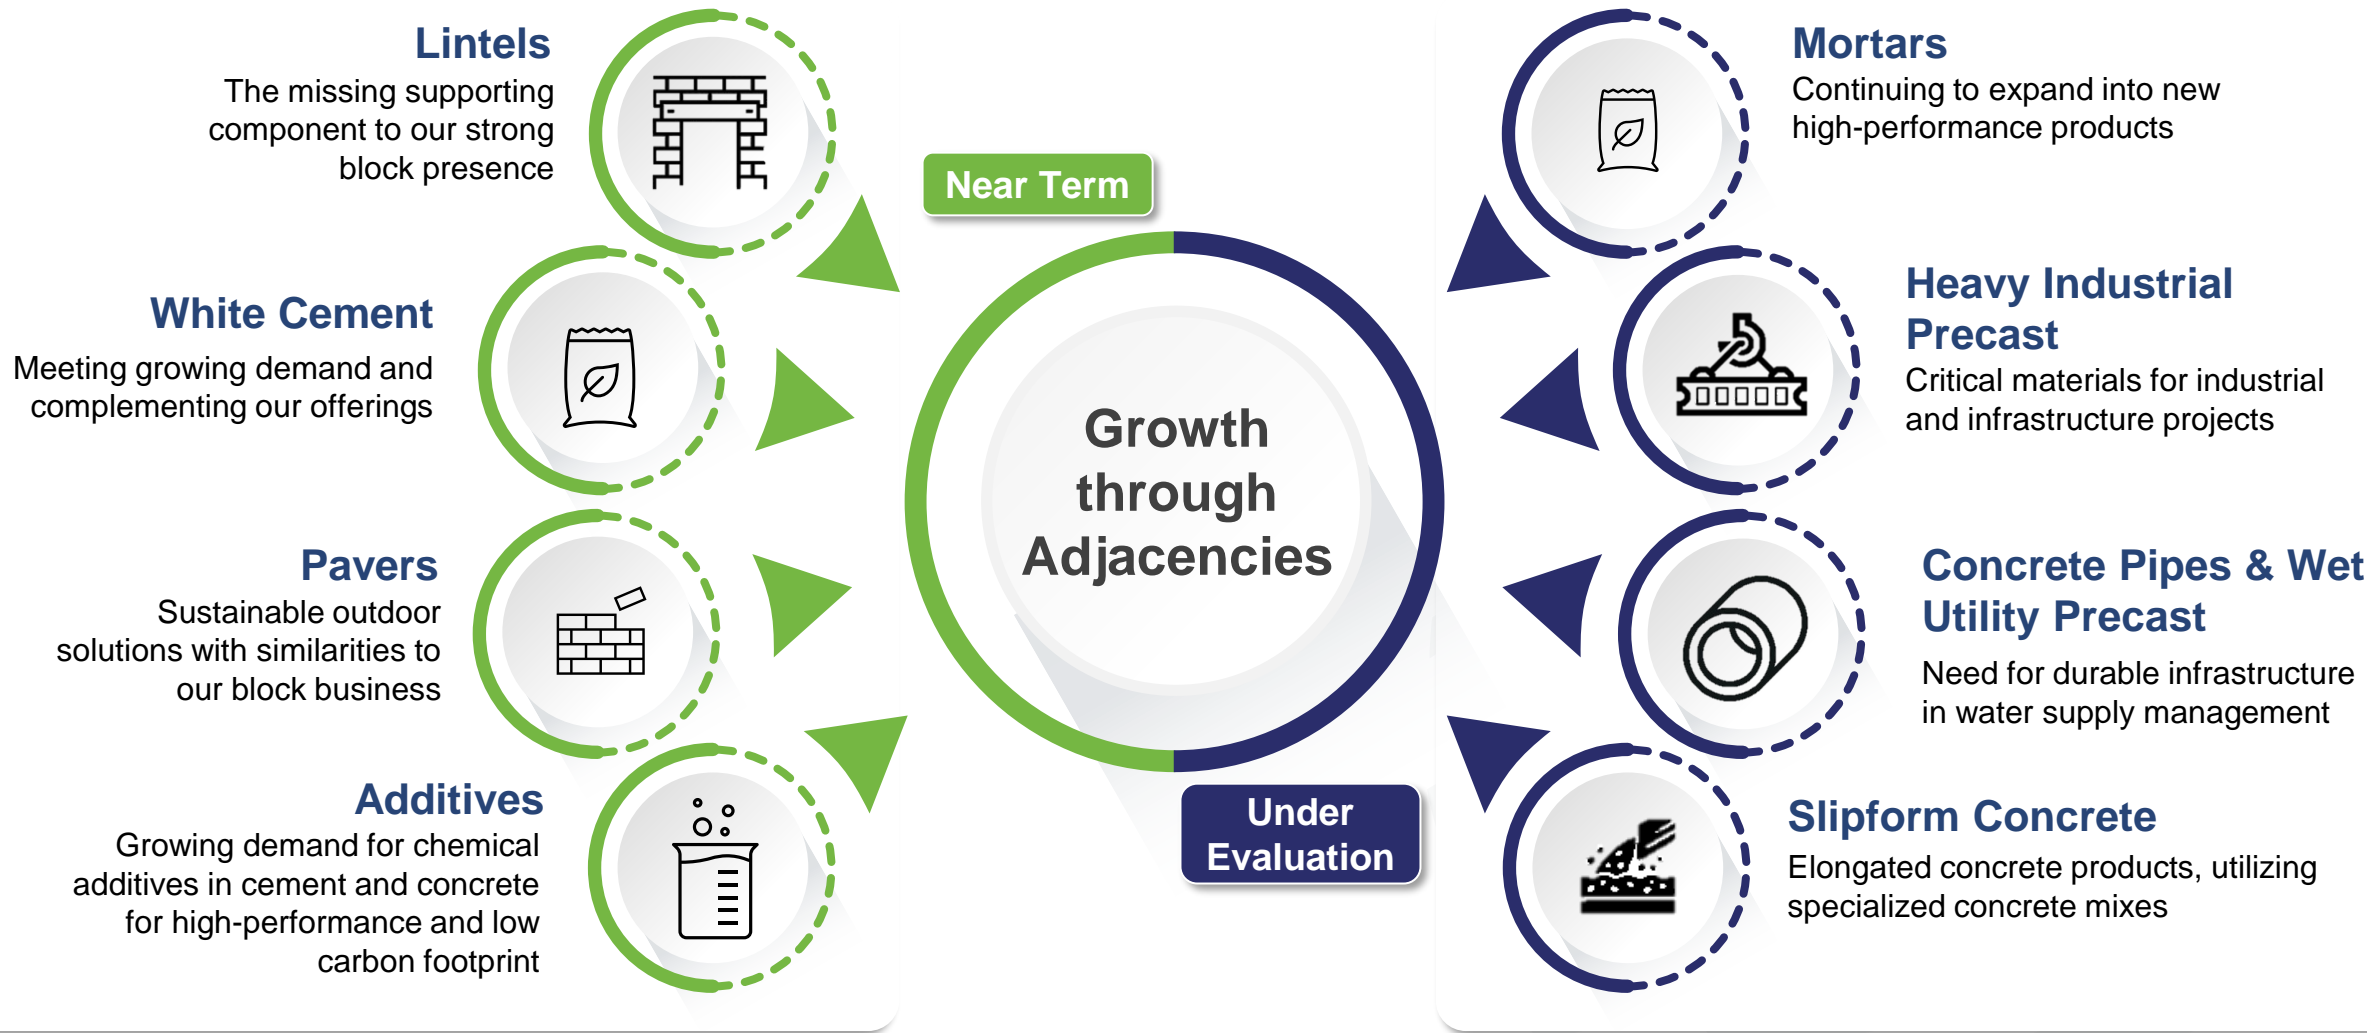 Lintels
The missing supporting
component to our strong
block presence
White Cement
Meeting growing demand and
complementing our offerings
Pavers
Sustainable outdoor
solutions with similarities to
our block business
Additives
Growing demand for chemical
additives in cement and concrete
for high-performance and low
carbon footprint
Near Term
Growth
through
Adjacencies
Under
Evaluation
Mortars
Continuing to expand into new
high-performance products
Heavy Industrial
Precast
Critical materials for industrial
and infrastructure projects
Concrete Pipes & Wet
Utility Precast
Need for durable infrastructure
in water supply management
Slipform Concrete
Elongated concrete products, utilizing
specialized concrete mixes